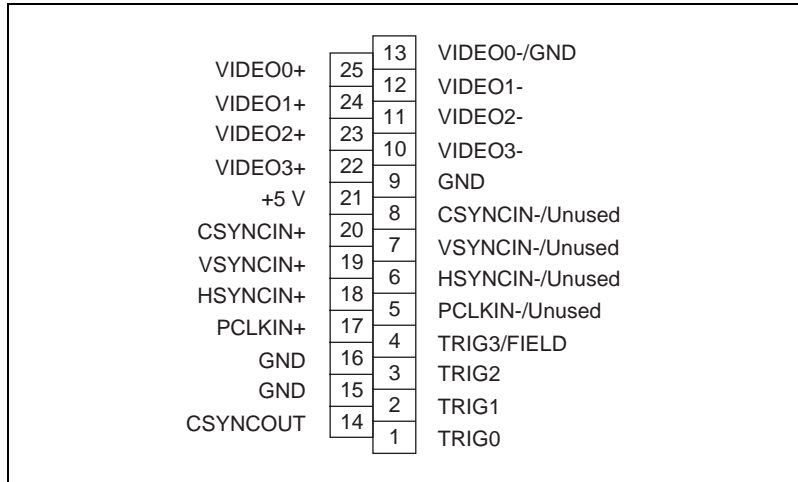 13 VIDEO0-/GND
VIDEO0+ 25
12 VIDEO1-
VIDEO1+ 24
11 VIDEO2-
VIDEO2+ 23
10 VIDEO3-
VIDEO3+ 22
9 GND
+5 V 21
8 CSYNCIN-/Unused
CSYNCIN+ 20
7 VSYNCIN-/Unused
VSYNCIN+ 19
6 HSYNCIN-/Unused
HSYNCIN+ 18
5 PCLKIN-/Unused
PCLKIN+ 17
4 TRIG3/FIELD
GND 16
3 TRIG2
GND 15
2 TRIG1
CSYNCOUT 14
1 TRIG0